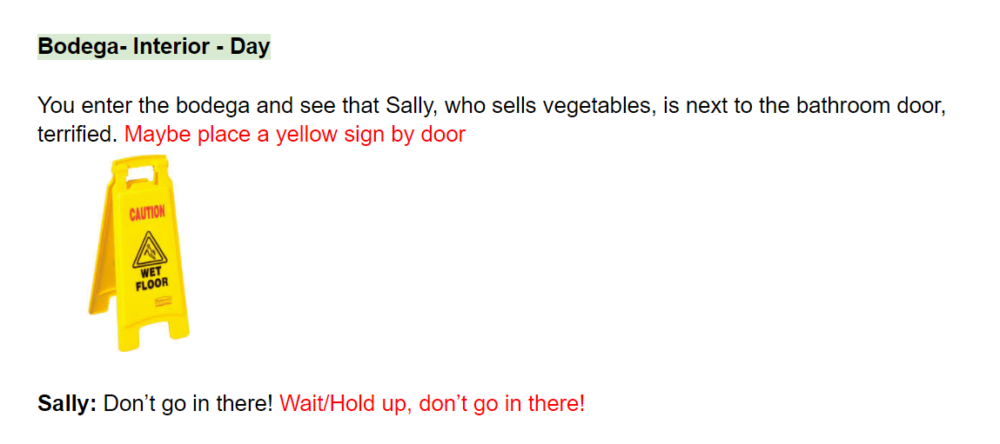 Bodega- Interior - Day
You enter the bodega and see that Sally, who sells vegetables, is next to the bathroom door,
terrified. Maybe place a yellow sign by door
CAUTION
WET
FLOOR
Sally: Don’t go in there! Wait/Hold up, don’t go in there!